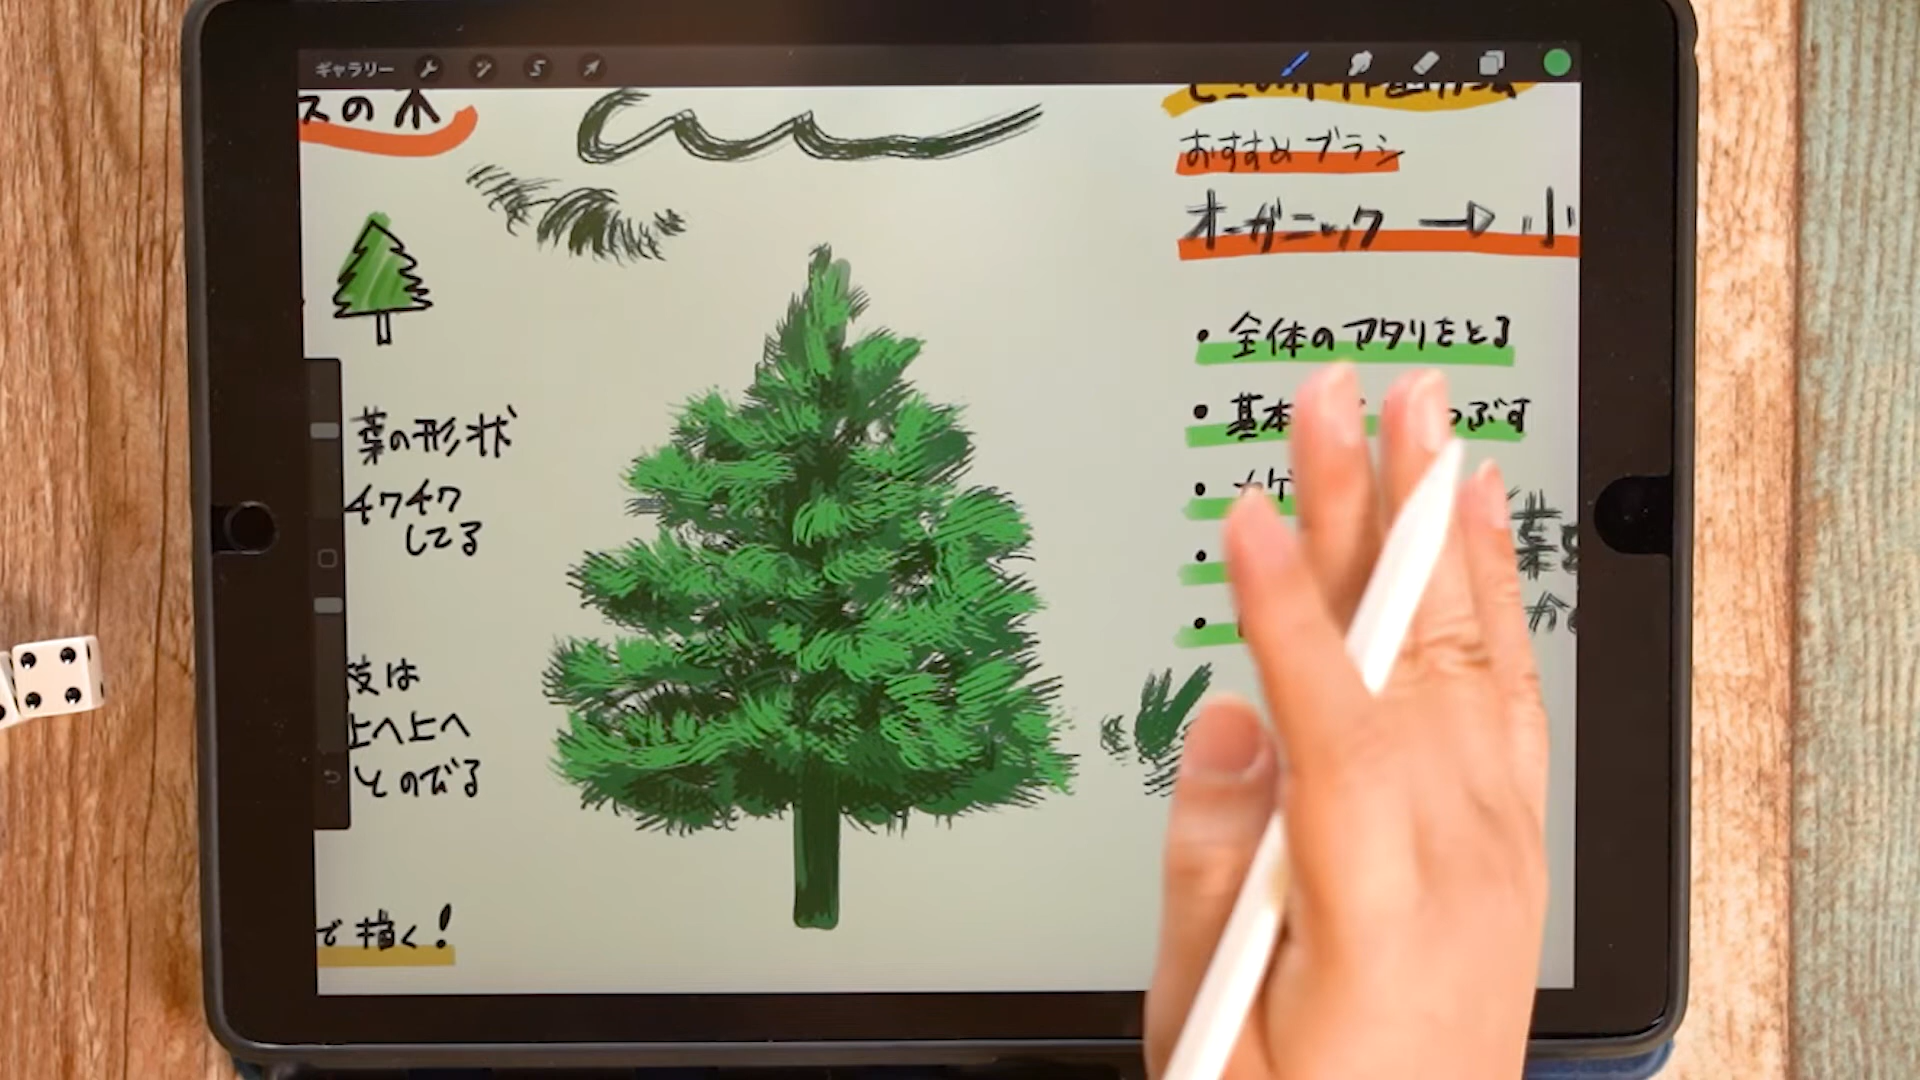 ギャラリー
スの木
おすすめブラシ
オーガニック → 小
• 全体のアタリをとる
• 基本 つぶす
葉の形状
チクチク
してる
枝は
上へ上へ
とのびる
で描く!